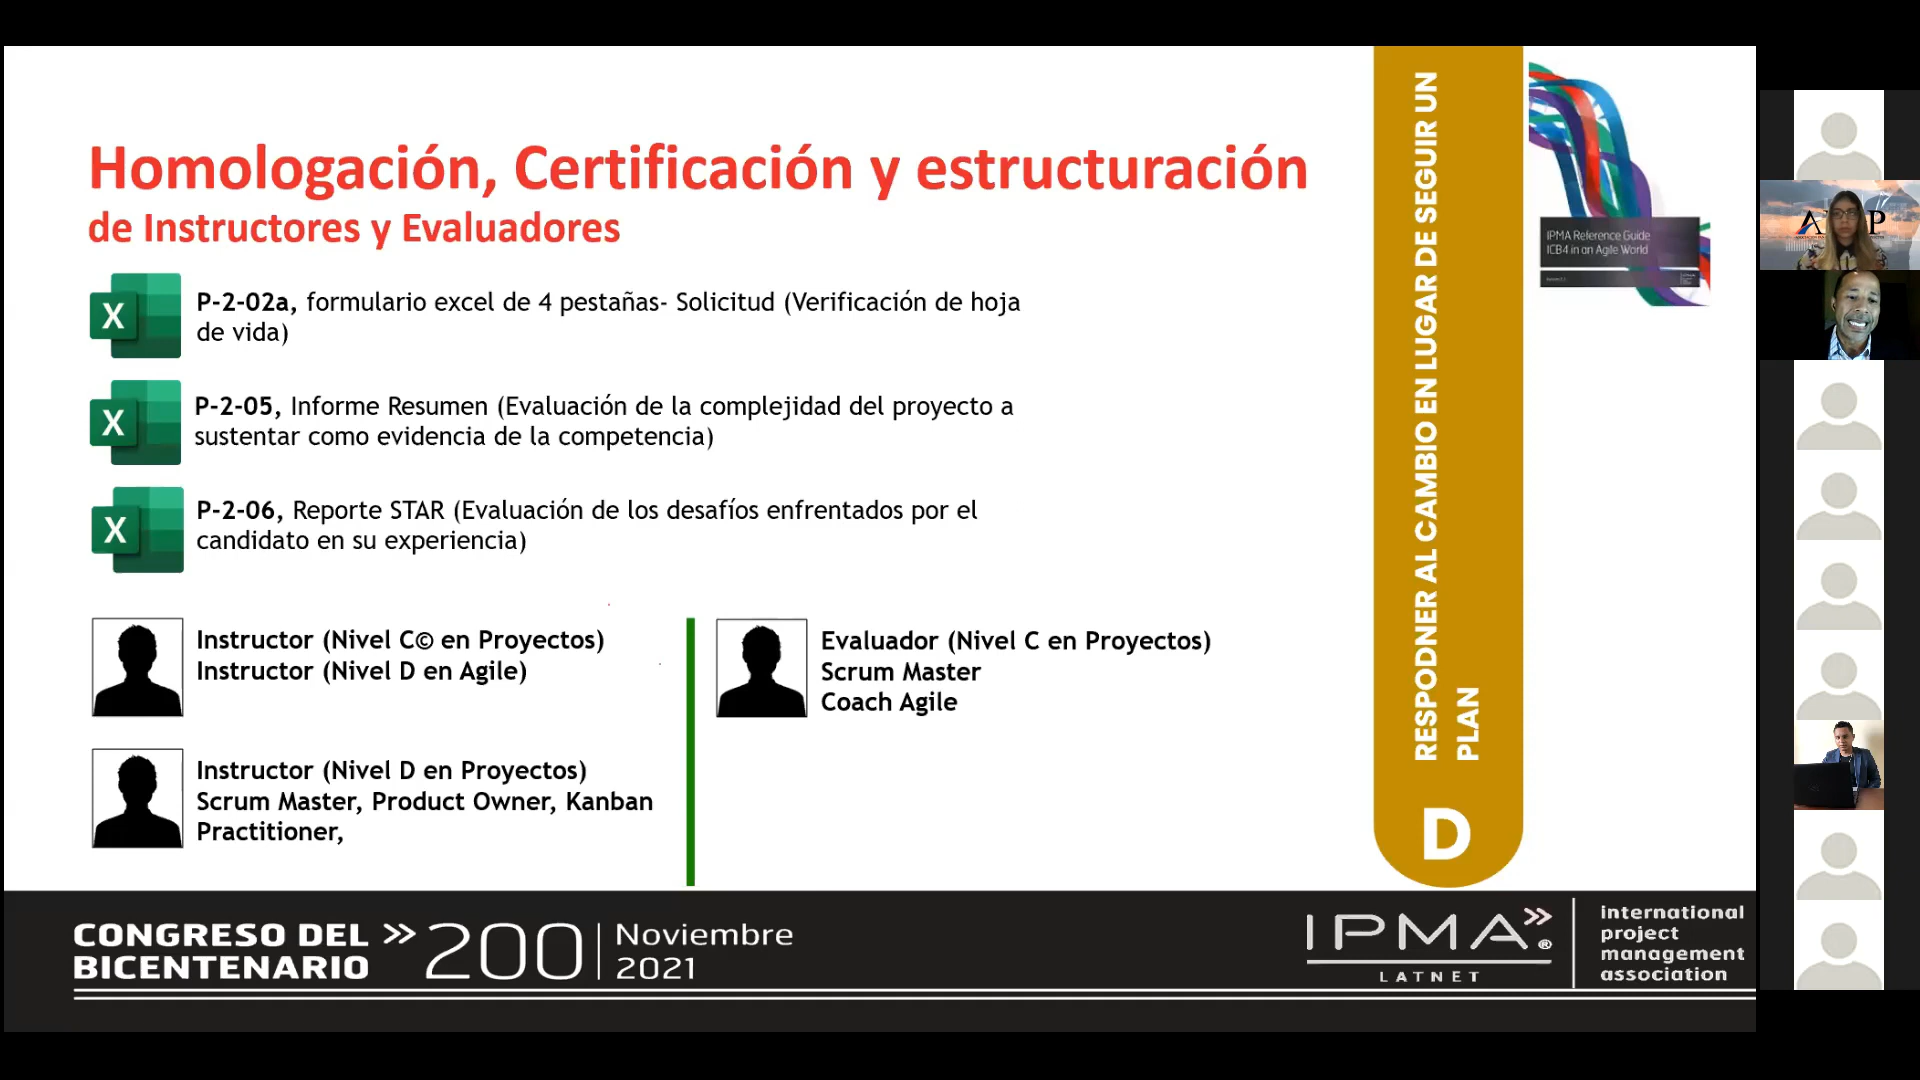 Homologación, Certificación y estructuración
de Instructores y Evaluadores
X
P-2-02a, formulario excel de 4 pestañas- Solicitud (Verificación de hoja
de vida)
X
P-2-05, Informe Resumen (Evaluación de la complejidad del proyecto a
sustentar como evidencia de la competencia)
X
P-2-06, Reporte STAR (Evaluación de los desafíos enfrentados por el
candidato en su experiencia)
Instructor (Nivel C© en Proyectos)
Instructor (Nivel D en Agile)
Instructor (Nivel D en Proyectos)
Scrum Master, Product Owner, Kanban
Practitioner,
Evaluador (Nivel C en Proyectos)
Scrum Master
Coach Agile
RESPODNER AL CAMBIO EN LUGAR DE SEGUIR UN
PLAN
D
IPMA Reference Guide
ICB4 in an Agile World
CONGRESO DEL
BICENTENARIO
200
Noviembre
2021
IPMA®
LATNET
international
project
management
association